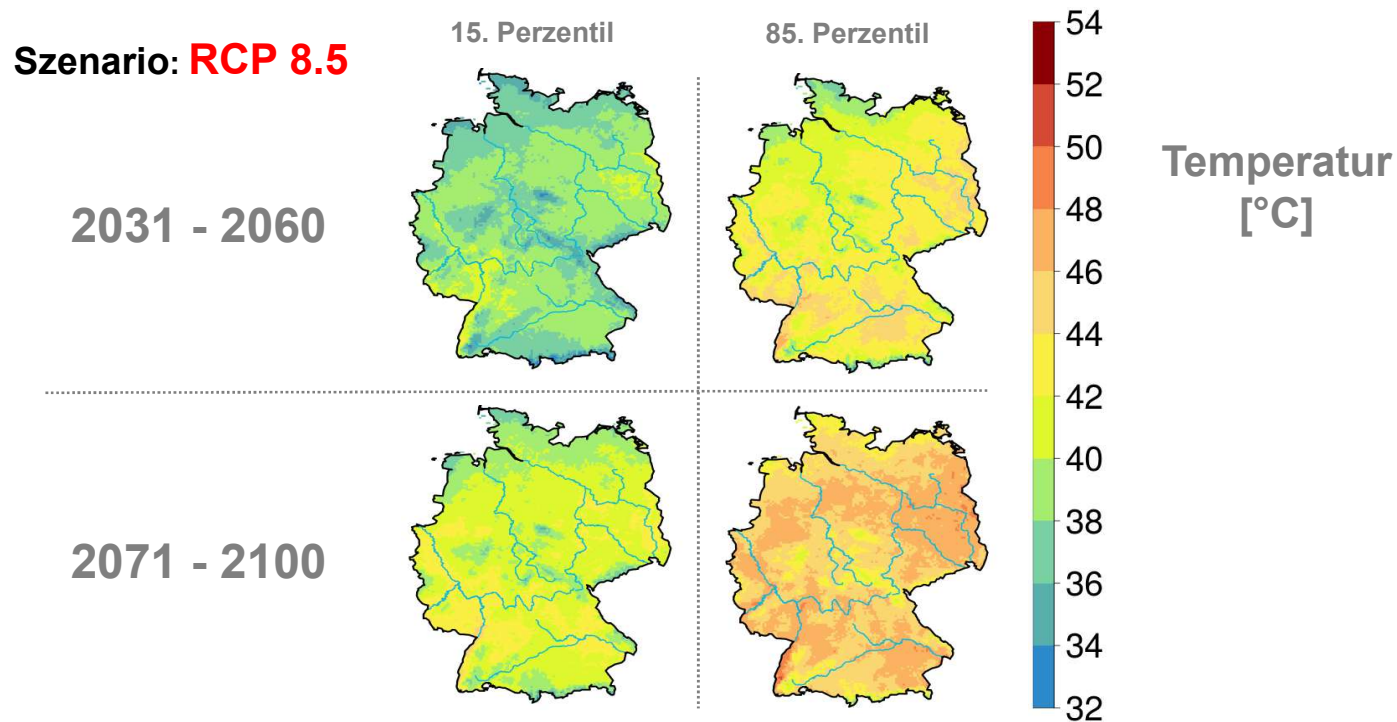 15. Perzentil
85. Perzentil
Szenario: RCP 8.5
2031 - 2060
2071 - 2100
54
52
50
48
46
44
42
40
38
36
34
32
Temperatur
[°C]